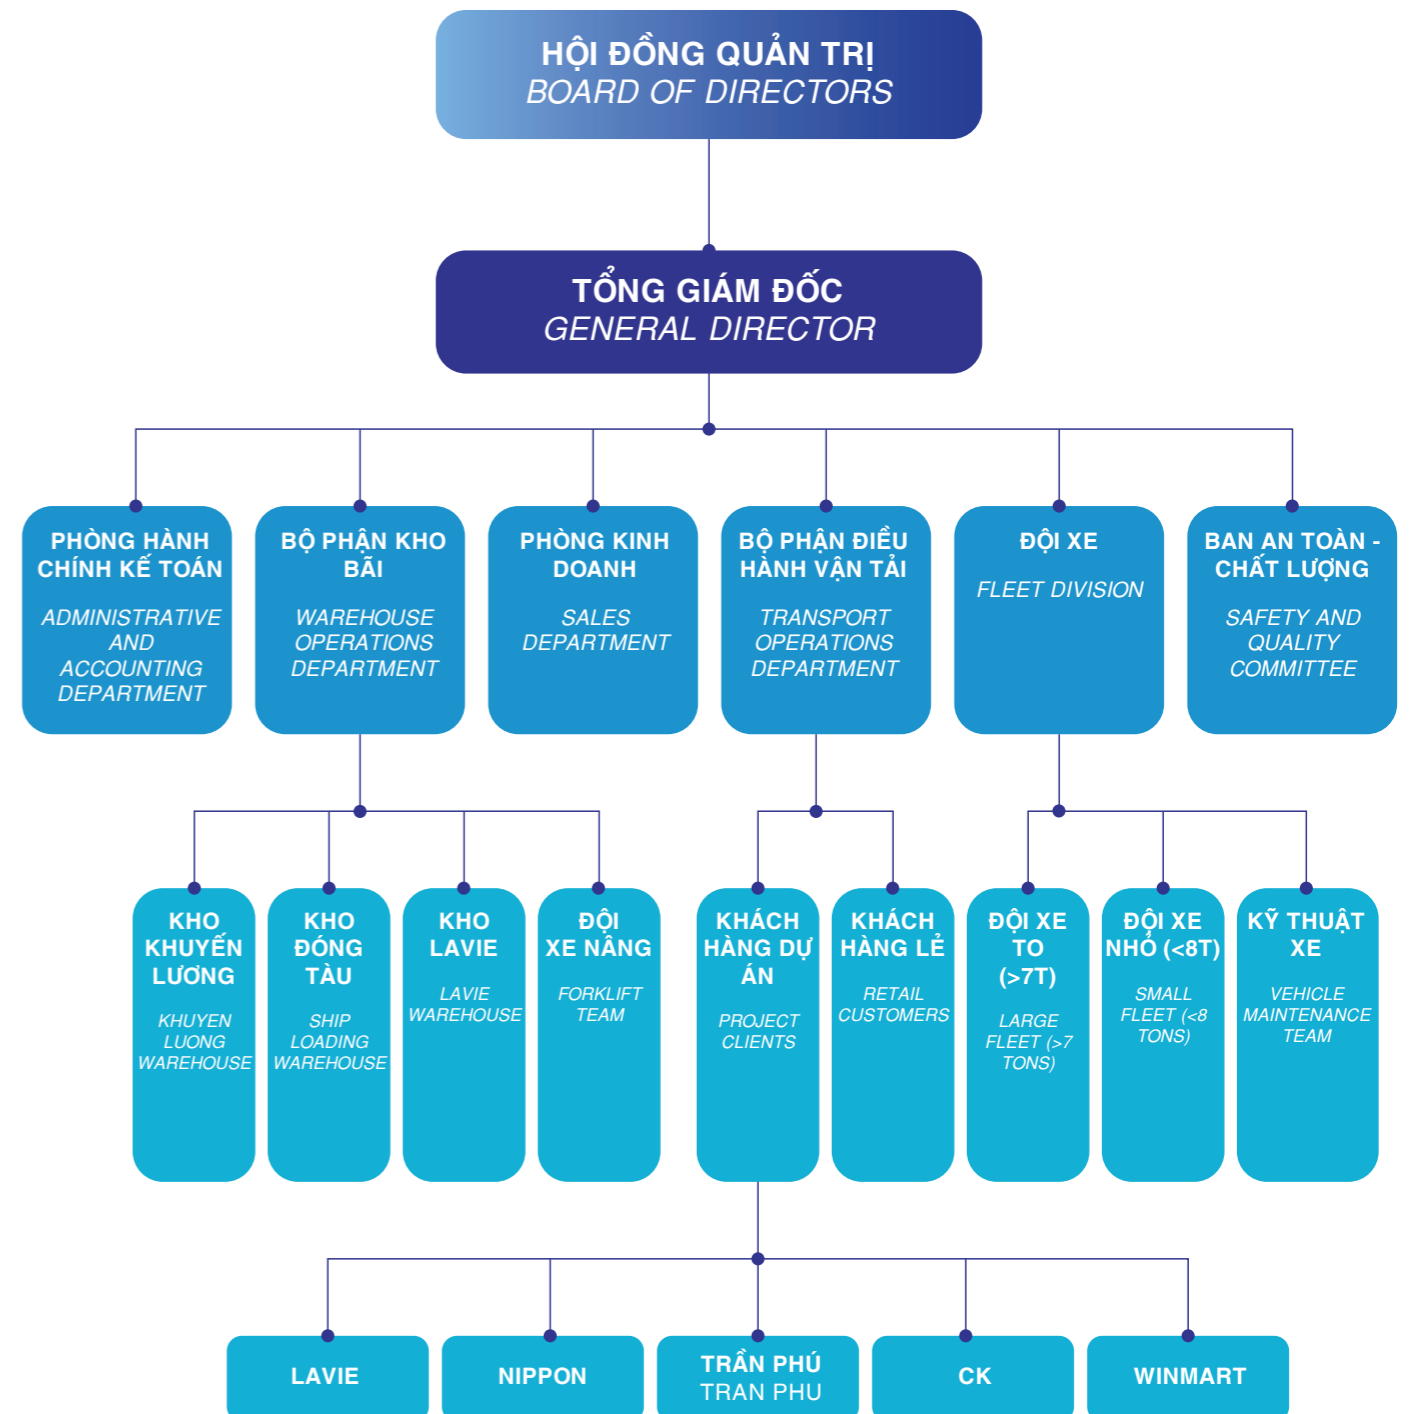 HỘI ĐỒNG QUẢN TRỊ
BOARD OF DIRECTORS
TỔNG GIÁM ĐỐC
GENERAL DIRECTOR
PHÒNG HÀNH
CHÍNH KẾ TOÁN
ADMINISTRATIVE
AND
ACCOUNTING
DEPARTMENT
BỘ PHẬN KHO
BÃI
WAREHOUSE
OPERATIONS
DEPARTMENT
PHÒNG KINH
DOANH
SALES
DEPARTMENT
BỘ PHẬN ĐIỀU
HÀNH VẬN TẢI
TRANSPORT
OPERATIONS
DEPARTMENT
ĐỘI XE
FLEET DIVISION
BAN AN TOÀN -
CHẤT LƯỢNG
SAFETY AND
QUALITY
COMMITTEE
KHO
KHUYẾN
LƯƠNG
KHUYEN
LUONG
WAREHOUSE
KHO
ĐÓNG
TÀU
SHIP
LOADING
WAREHOUSE
KHO
LAVIE
LAVIE
WAREHOUSE
ĐỘI
XE NÂNG
FORKLIFT
TEAM
KHÁCH
HÀNG DỰ
ÁN
PROJECT
CLIENTS
KHÁCH
HÀNG LẺ
RETAIL
CUSTOMERS
ĐỘI XE
TO
(>7T)
LARGE
FLEET (>7
TONS)
ĐỘI XE
NHỎ (<8T)
SMALL
FLEET (<8
TONS)
KỸ THUẬT
XE
VEHICLE
MAINTENANCE
TEAM
LAVIE
NIPPON
TRẦN PHÚ
TRAN PHU
CK
WINMART